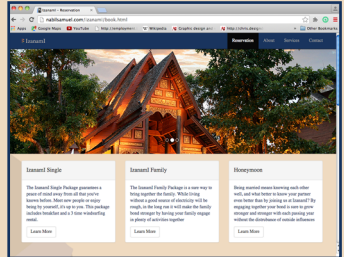 Izanami - Reservation
nabilsamuel.com/izanami/book.html
Apps Google Maps YouTube Wikipedia Other Bookmarks
Izanami Reservation About Services Contact
Izanami Single
The Izanami Single Package guarantees a
peace of mind away from all that you've
known before. Meet new people or enjoy
being by yourself, it's up to you. This package
includes breakfast and a 3 time windsurfing
rental.
Learn More
Izanami Family
The Izanami Family Package is a sure way to
bring together the family. While living
without a good source of electricity will be
rough, in the long run it will make the family
bond stronger by having your family engage
in plenty of activities together
Learn More
Honeymoon
Being married means knowing each other
well, and what better to know your partner
even better than by joining us at Izanami? By
engaging together your bond is sure to grow
stronger and stronger with each passing year
without the disturbance of outside influences
Learn More